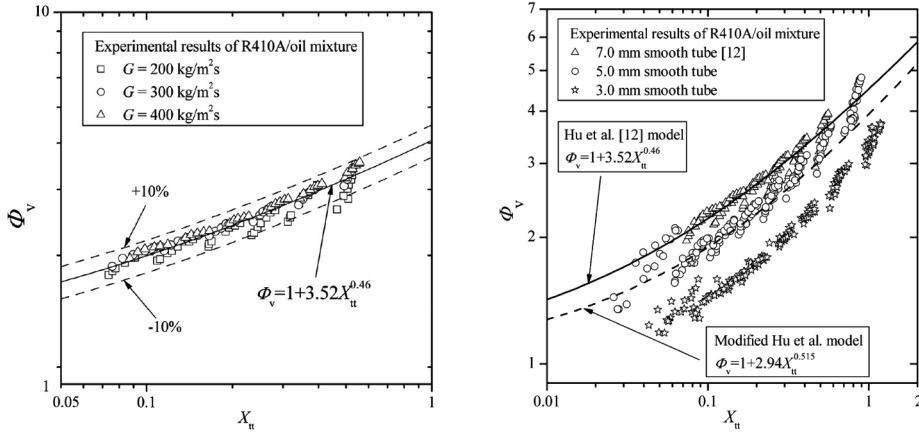 10
Experimental results of R410A/oil mixture
G = 200 kg/m²s
G = 300 kg/m²s
G = 400 kg/m²s
+10%
Φv
Φv=1+3.52Xtt^0.46
-10%
1
0.05
0.1
1
Xtt
7
6
5
4
3
2
1
Experimental results of R410A/oil mixture
7.0 mm smooth tube [12]
5.0 mm smooth tube
3.0 mm smooth tube
Hu et al. [12] model
Φv=1+3.52Xtt^0.46
Φv
Modified Hu et al. model
Φv=1+2.94Xtt^0.515
0.01
0.1
1
2
Xtt